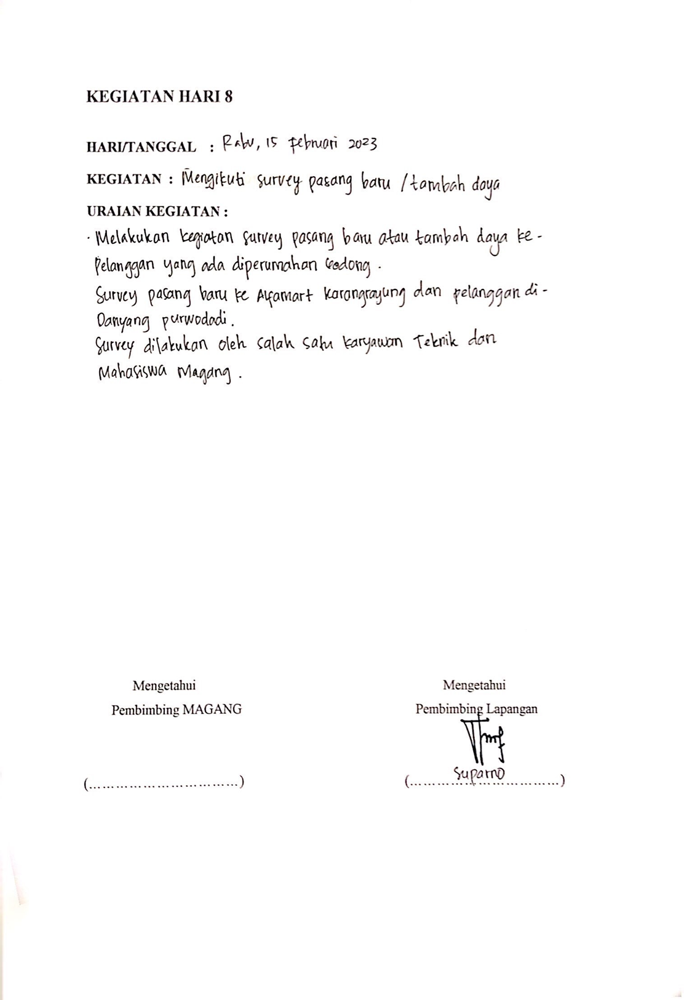 KEGIATAN HARI 8
HARI/TANGGAL : Rabu, 15 februari 2023
KEGIATAN : Mengikuti survey pasang baru / tambah daya
URAIAN KEGIATAN :
· Melakukan kegiatan survey pasang baru atau tambah daya ke-
Pelanggan yang ada diperumahan Godong.
Survey pasang baru ke Alfamart Karangrayung dan pelanggan di-
Danyang purwodadi.
Survey dilakukan oleh salah satu karyawan Teknik dan
Mahasiswa Magang.
Mengetahui Mengetahui
Pembimbing MAGANG Pembimbing Lapangan
Suparno
(................................) (................................)